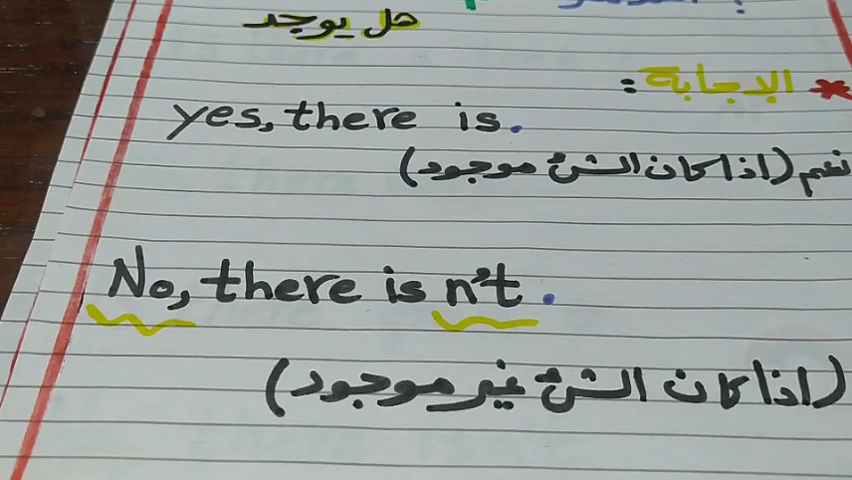 هل يوجد
* الإجابة :
yes, there is.
نعم (اذا كان الشئ موجود)
No, there isn't.
(اذا كان الشئ غير موجود)